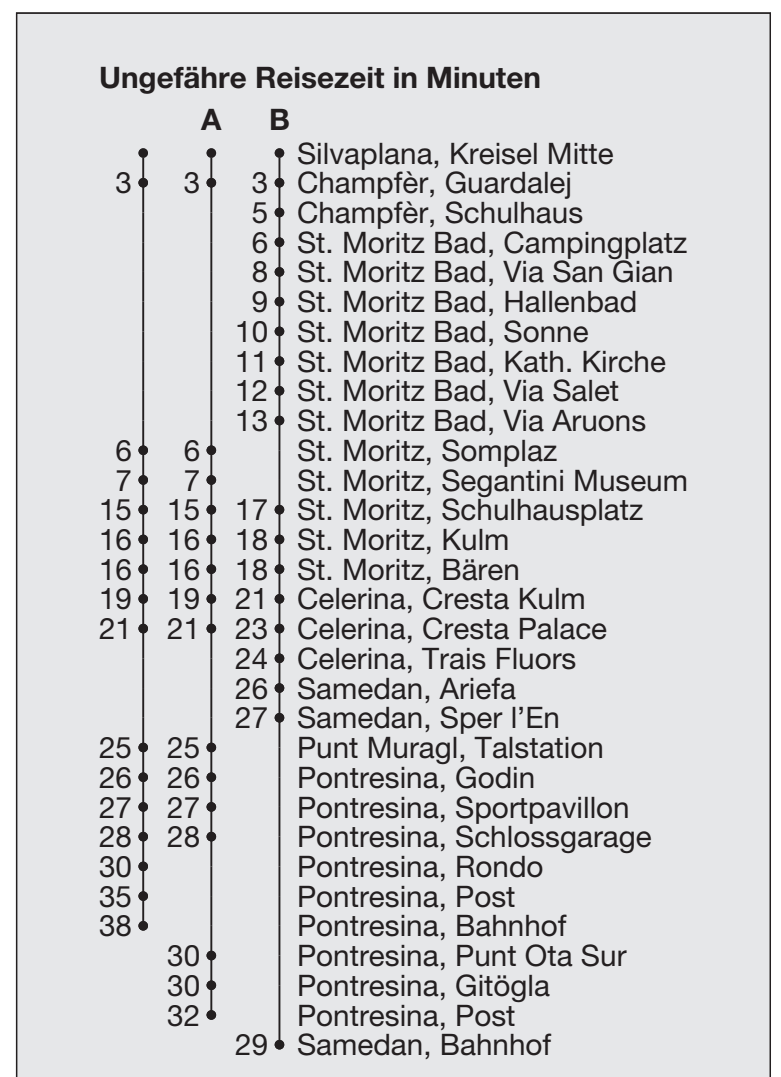 Ungefähre Reisezeit in Minuten
A B
Silvaplana, Kreisel Mitte
3 3 3 Champfèr, Guardalej
5 Champfèr, Schulhaus
6 St. Moritz Bad, Campingplatz
8 St. Moritz Bad, Via San Gian
9 St. Moritz Bad, Hallenbad
10 St. Moritz Bad, Sonne
11 St. Moritz Bad, Kath. Kirche
12 St. Moritz Bad, Via Salet
13 St. Moritz Bad, Via Aruons
6 6 St. Moritz, Somplaz
7 7 St. Moritz, Segantini Museum
15 15 17 St. Moritz, Schulhausplatz
16 16 18 St. Moritz, Kulm
16 16 18 St. Moritz, Bären
19 19 21 Celerina, Cresta Kulm
21 21 23 Celerina, Cresta Palace
24 Celerina, Trais Fluors
26 Samedan, Ariefa
27 Samedan, Sper l'En
25 25 Punt Muragl, Talstation
26 26 Pontresina, Godin
27 27 Pontresina, Sportpavillon
28 28 Pontresina, Schlossgarage
30 Pontresina, Rondo
35 Pontresina, Post
38 Pontresina, Bahnhof
30 Pontresina, Punt Ota Sur
30 Pontresina, Gitögla
32 Pontresina, Post
29 Samedan, Bahnhof